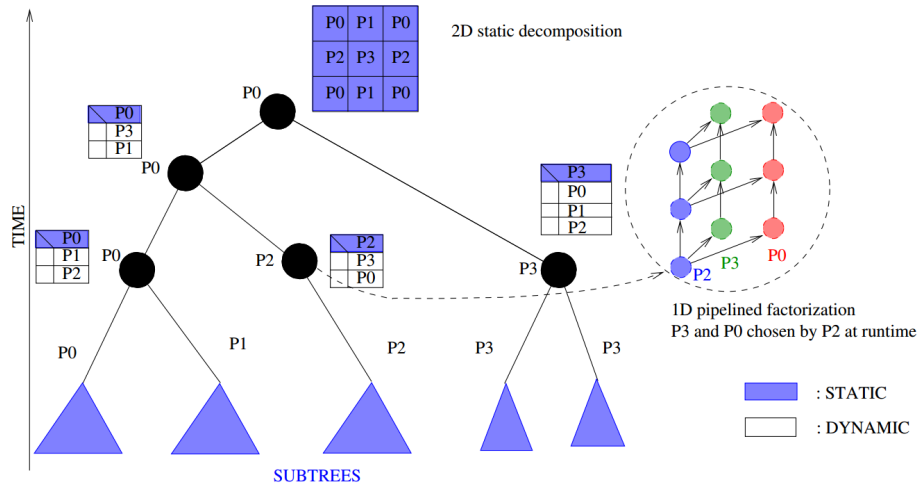 P0 P1 P0
P2 P3 P2
P0 P1 P0
2D static decomposition
P0
P0
P3
P1
P0
P3
P0
P1
P2
TIME
P0
P1
P2
P0
P2
P2
P3
P0
P3
P2
P3
P0
1D pipelined factorization
P3 and P0 chosen by P2 at runtime
P0
P1
P2
P3
P3
: STATIC
: DYNAMIC
SUBTREES